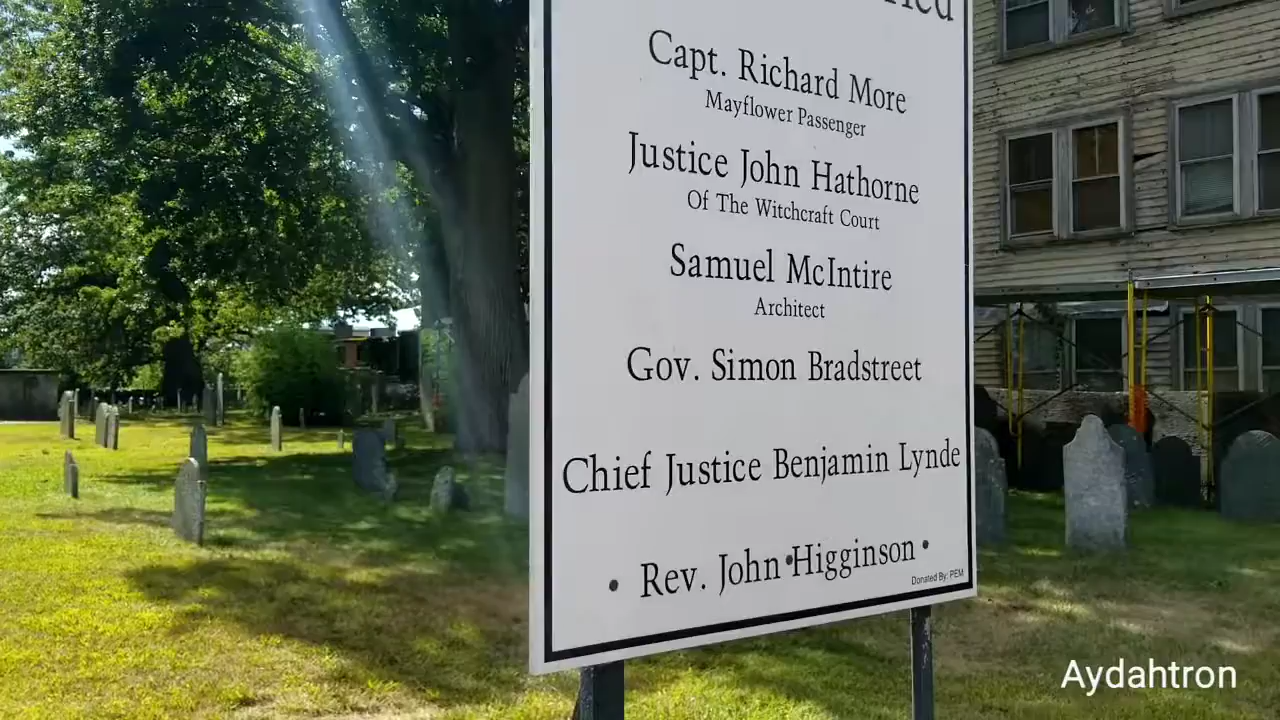 Capt. Richard More
Mayflower Passenger
Justice John Hathorne
Of The Witchcraft Court
Samuel McIntire
Architect
Gov. Simon Bradstreet
Chief Justice Benjamin Lynde
• Rev. John Higginson •
Donated By: PEM
Aydahtron